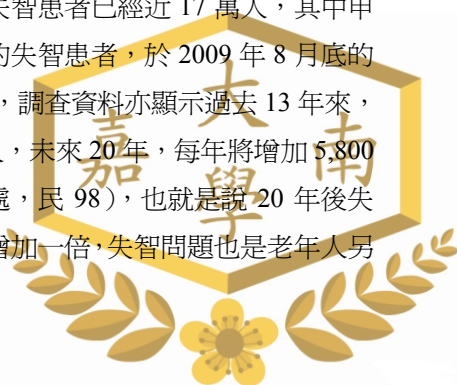 失智患者已經近 17 萬人，其中申
的失智患者，於 2009 年 8 月底的
，調查資料亦顯示過去 13 年來，
，未來 20 年，每年將增加 5,800
處，民 98），也就是說 20 年後失
增加一倍，失智問題也是老年人另
大
嘉 南
學